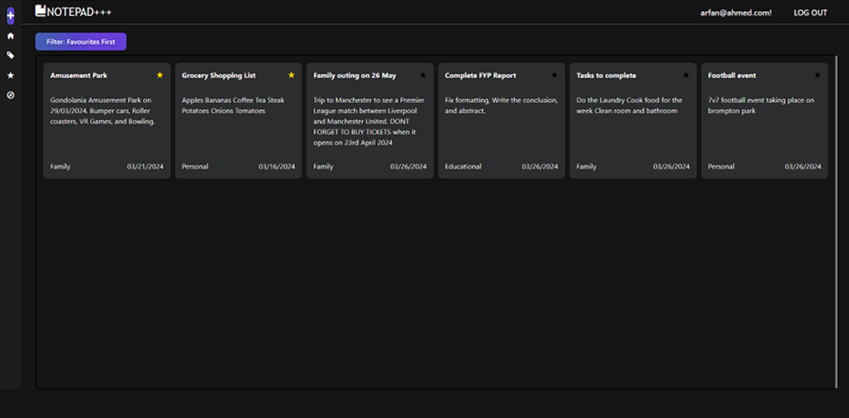 NOTEPAD+++
arfan@ahmed.com!
LOG OUT
Filter: Favourites First
Amusement Park
Gondolania Amusement Park on
29/03/2024. Bumper cars, Roller
coasters, VR Games, and Bowling.
Family 03/21/2024
Grocery Shopping List
Apples Bananas Coffee Tea Steak
Potatoes Onions Tomatoes
Personal 03/16/2024
Family outing on 26 May
Trip to Manchester to see a Premier
League match between Liverpool
and Manchester United. DONT
FORGET TO BUY TICKETS when it
opens on 23rd April 2024
Family 03/26/2024
Complete FYP Report
Fix formatting, Write the conclusion,
and abstract.
Educational 03/26/2024
Tasks to complete
Do the Laundry Cook food for the
week Clean room and bathroom
Family 03/26/2024
Football event
7v7 football event taking place on
brompton park
Personal 03/26/2024